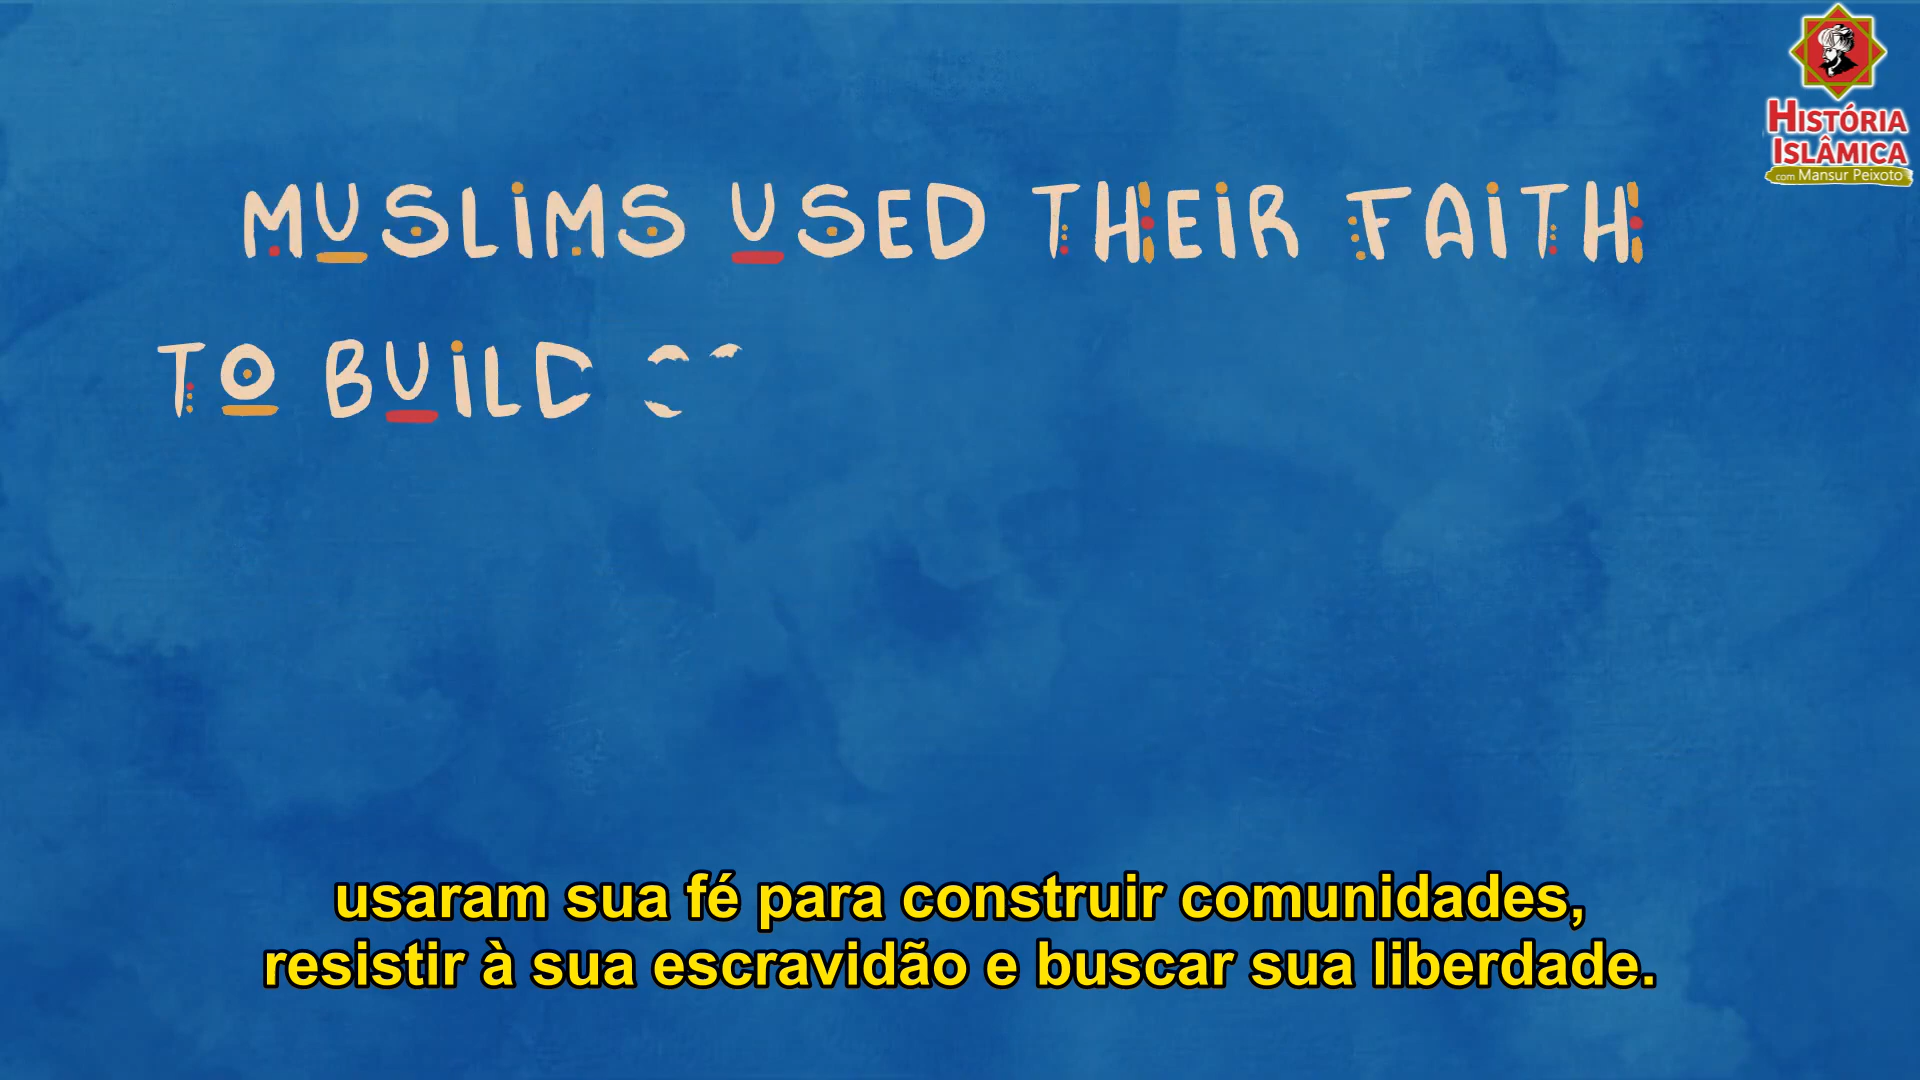 HISTÓRIA
ISLÂMICA
com Mansur Peixoto
MUSLIMS USED THEIR FAITH
TO BUILD
usaram sua fé para construir comunidades,
resistir à sua escravidão e buscar sua liberdade.